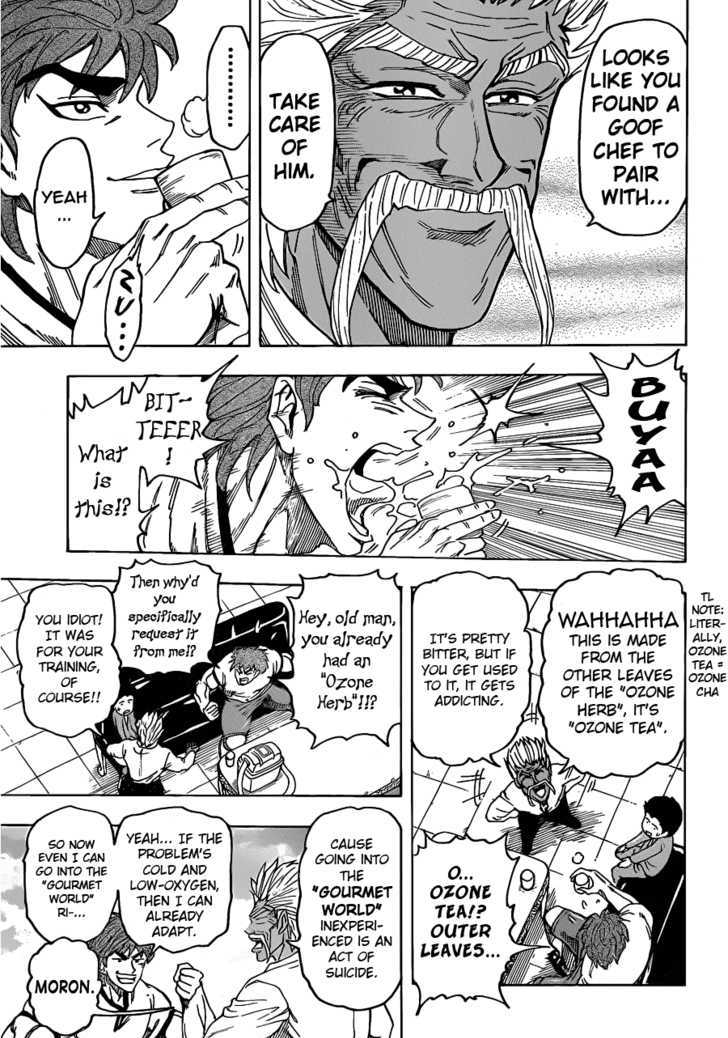 LOOKS
LIKE YOU
FOUND A
GOOF
CHEF TO
PAIR
WITH...
TAKE
CARE
OF
HIM.
........
YEAH
...
ズズ...
BUYAA
BIT-
TEEER
!
What
is
this!?
WAHHAHHA
THIS IS MADE
FROM THE
OTHER LEAVES
OF THE "OZONE
HERB", IT'S
"OZONE TEA".
TL
NOTE:
LITER-
ALLY,
OZONE
TEA =
OZONE
CHA
IT'S PRETTY
BITTER, BUT IF
YOU GET USED
TO IT, IT GETS
ADDICTING.
O...
OZONE
TEA!?
OUTER
LEAVES...
Hey, old man,
you already
had an
"Ozone
Herb"!!?
Then why'd
you
specifically
request it
from me!?
YOU IDIOT!
IT WAS
FOR YOUR
TRAINING,
OF
COURSE!!
CAUSE
GOING INTO
THE
"GOURMET
WORLD"
INEXPERI-
ENCED IS AN
ACT OF
SUICIDE.
YEAH... IF THE
PROBLEM'S
COLD AND
LOW-OXYGEN,
THEN I CAN
ALREADY
ADAPT.
SO NOW
EVEN I CAN
GO INTO THE
"GOURMET
WORLD"
RI-...
MORON.